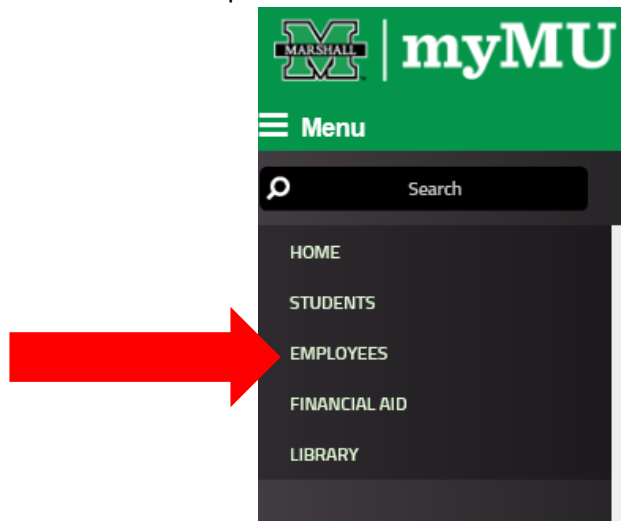 MARSHALL
myMU
Menu
Search
HOME
STUDENTS
EMPLOYEES
FINANCIAL AID
LIBRARY